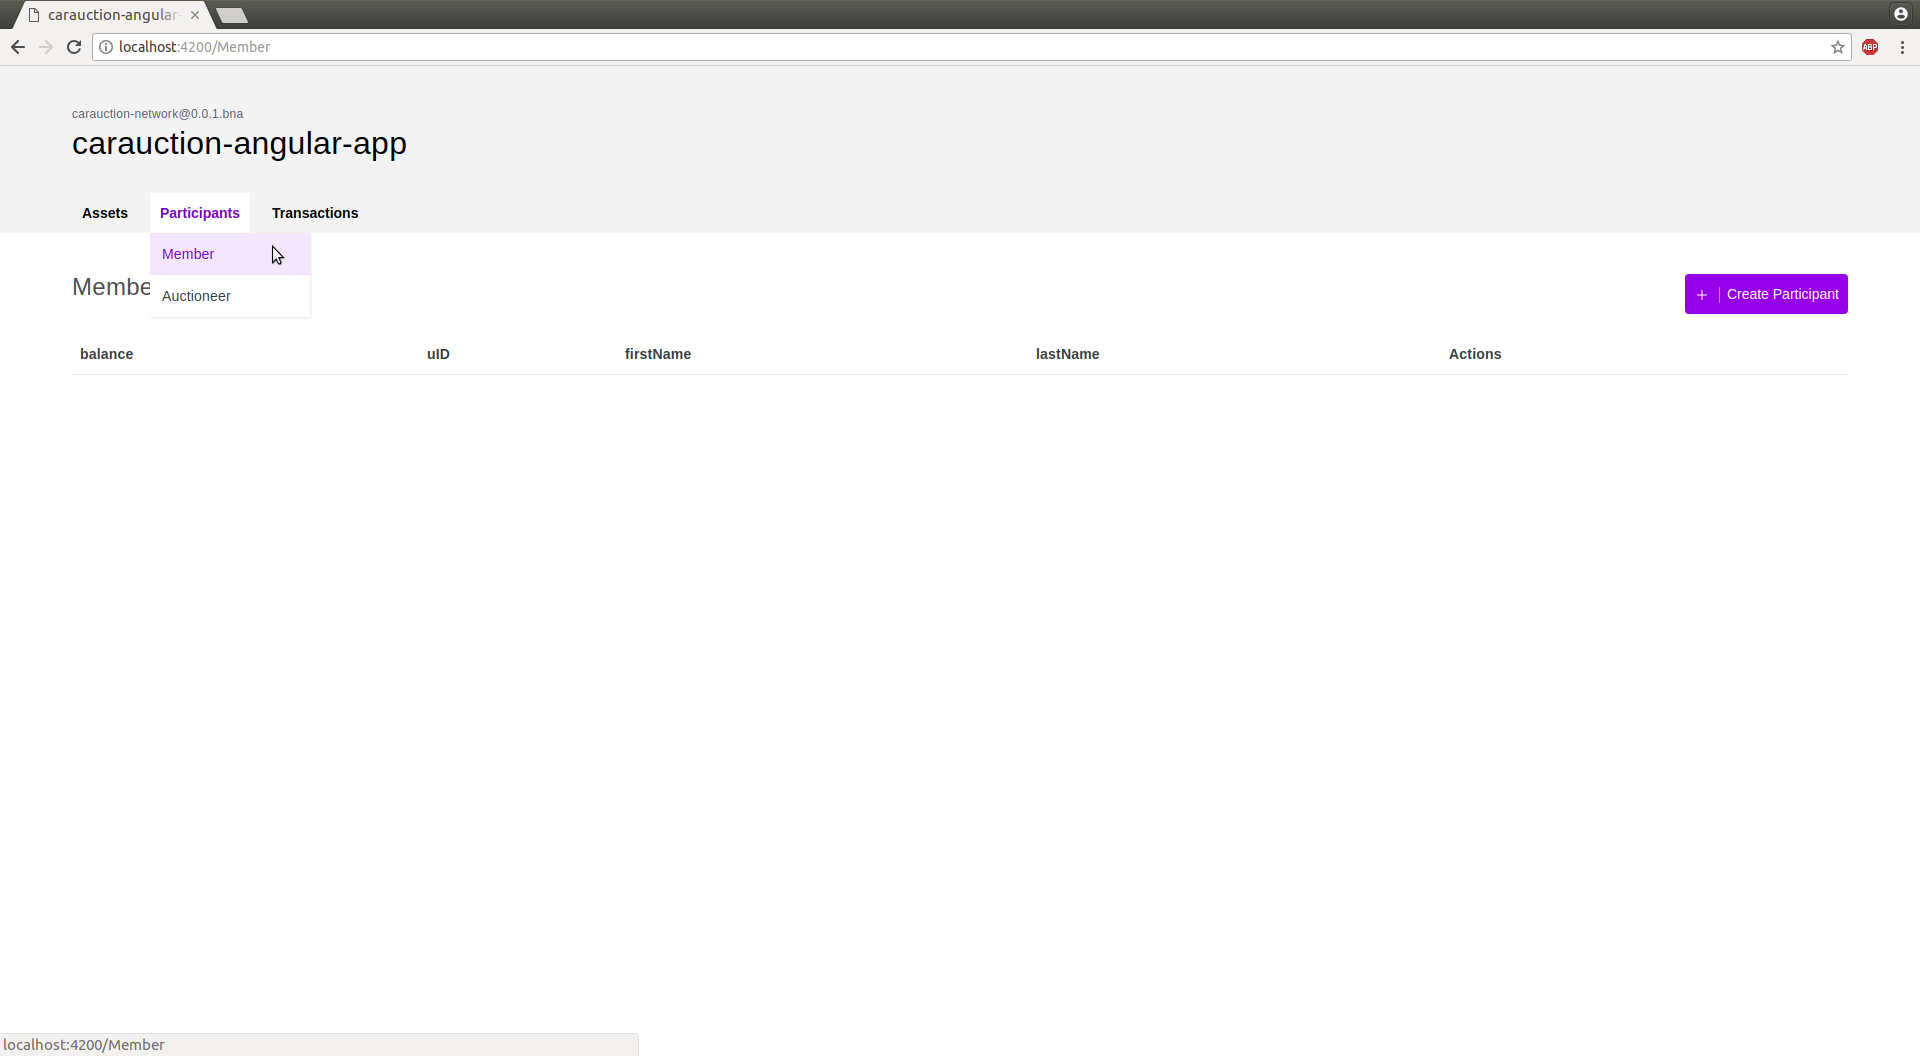 carauction-angular-
localhost:4200/Member
ABP
carauction-network@0.0.1.bna
carauction-angular-app
Assets Participants Transactions
Member
Auctioneer
Membe
+ Create Participant
balance uID firstName lastName Actions
localhost:4200/Member